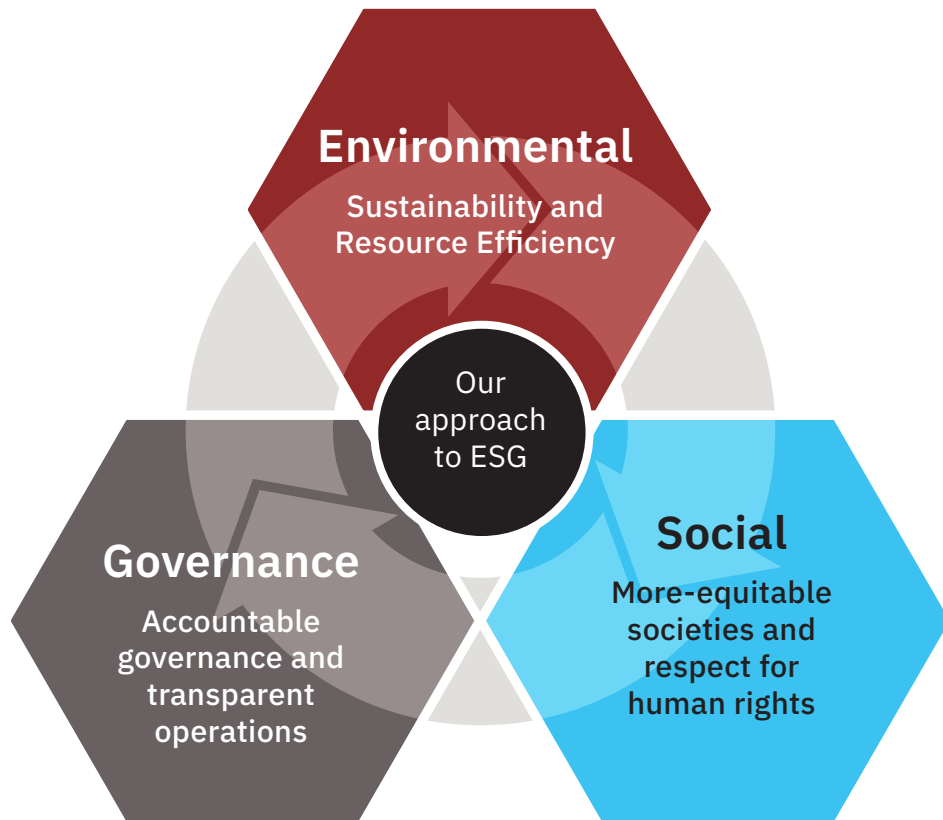 Environmental
Sustainability and
Resource Efficiency
Our
approach
to ESG
Governance
Accountable
governance and
transparent
operations
Social
More-equitable
societies and
respect for
human rights